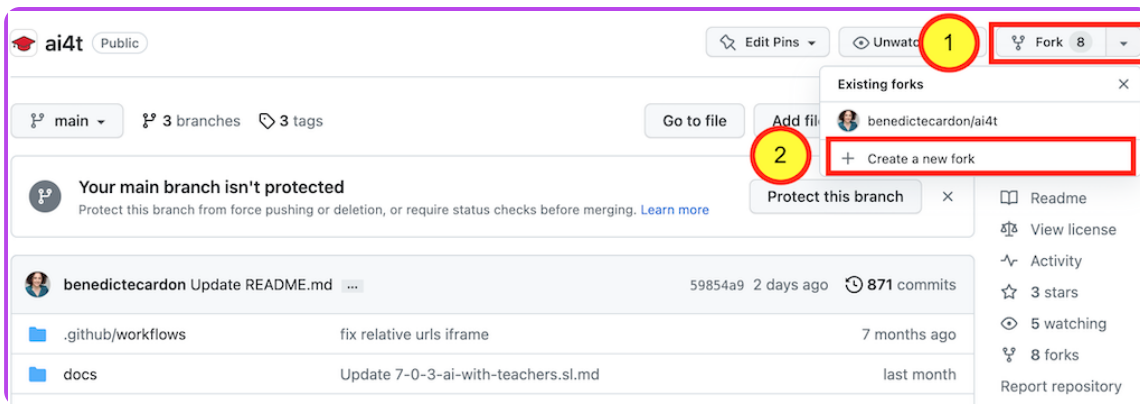 ai4t Public Edit Pins Unwatc 1 Fork 8
Existing forks
main 3 branches 3 tags Go to file Add fil benedictecardon/ai4t
2 Create a new fork
Your main branch isn't protected
Protect this branch from force pushing or deletion, or require status checks before merging. Learn more
Protect this branch
Readme
View license
Activity
3 stars
5 watching
8 forks
Report repository
benedictecardon Update README.md ... 59854a9 2 days ago 871 commits
.github/workflows fix relative urls iframe 7 months ago
docs Update 7-0-3-ai-with-teachers.sl.md last month